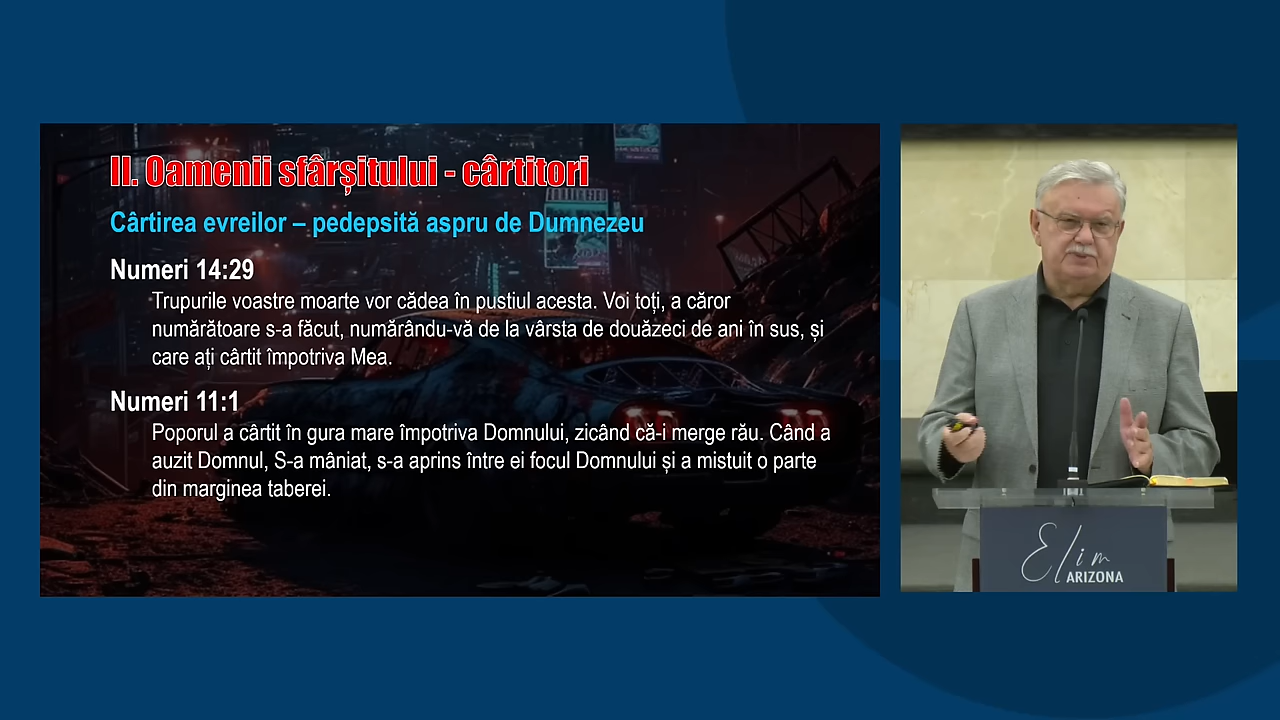 II. Oamenii sfârșitului - cârtitori
Cârtirea evreilor – pedepsită aspru de Dumnezeu
Numeri 14:29
Trupurile voastre moarte vor cădea în pustiul acesta. Voi toți, a căror
numărătoare s-a făcut, numărându-vă de la vârsta de douăzeci de ani în sus, și
care ați cârtit împotriva Mea.
Numeri 11:1
Poporul a cârtit în gura mare împotriva Domnului, zicând că-i merge rău. Când a
auzit Domnul, S-a mâniat, s-a aprins între ei focul Domnului și a mistuit o parte
din marginea taberei.
Elim
ARIZONA